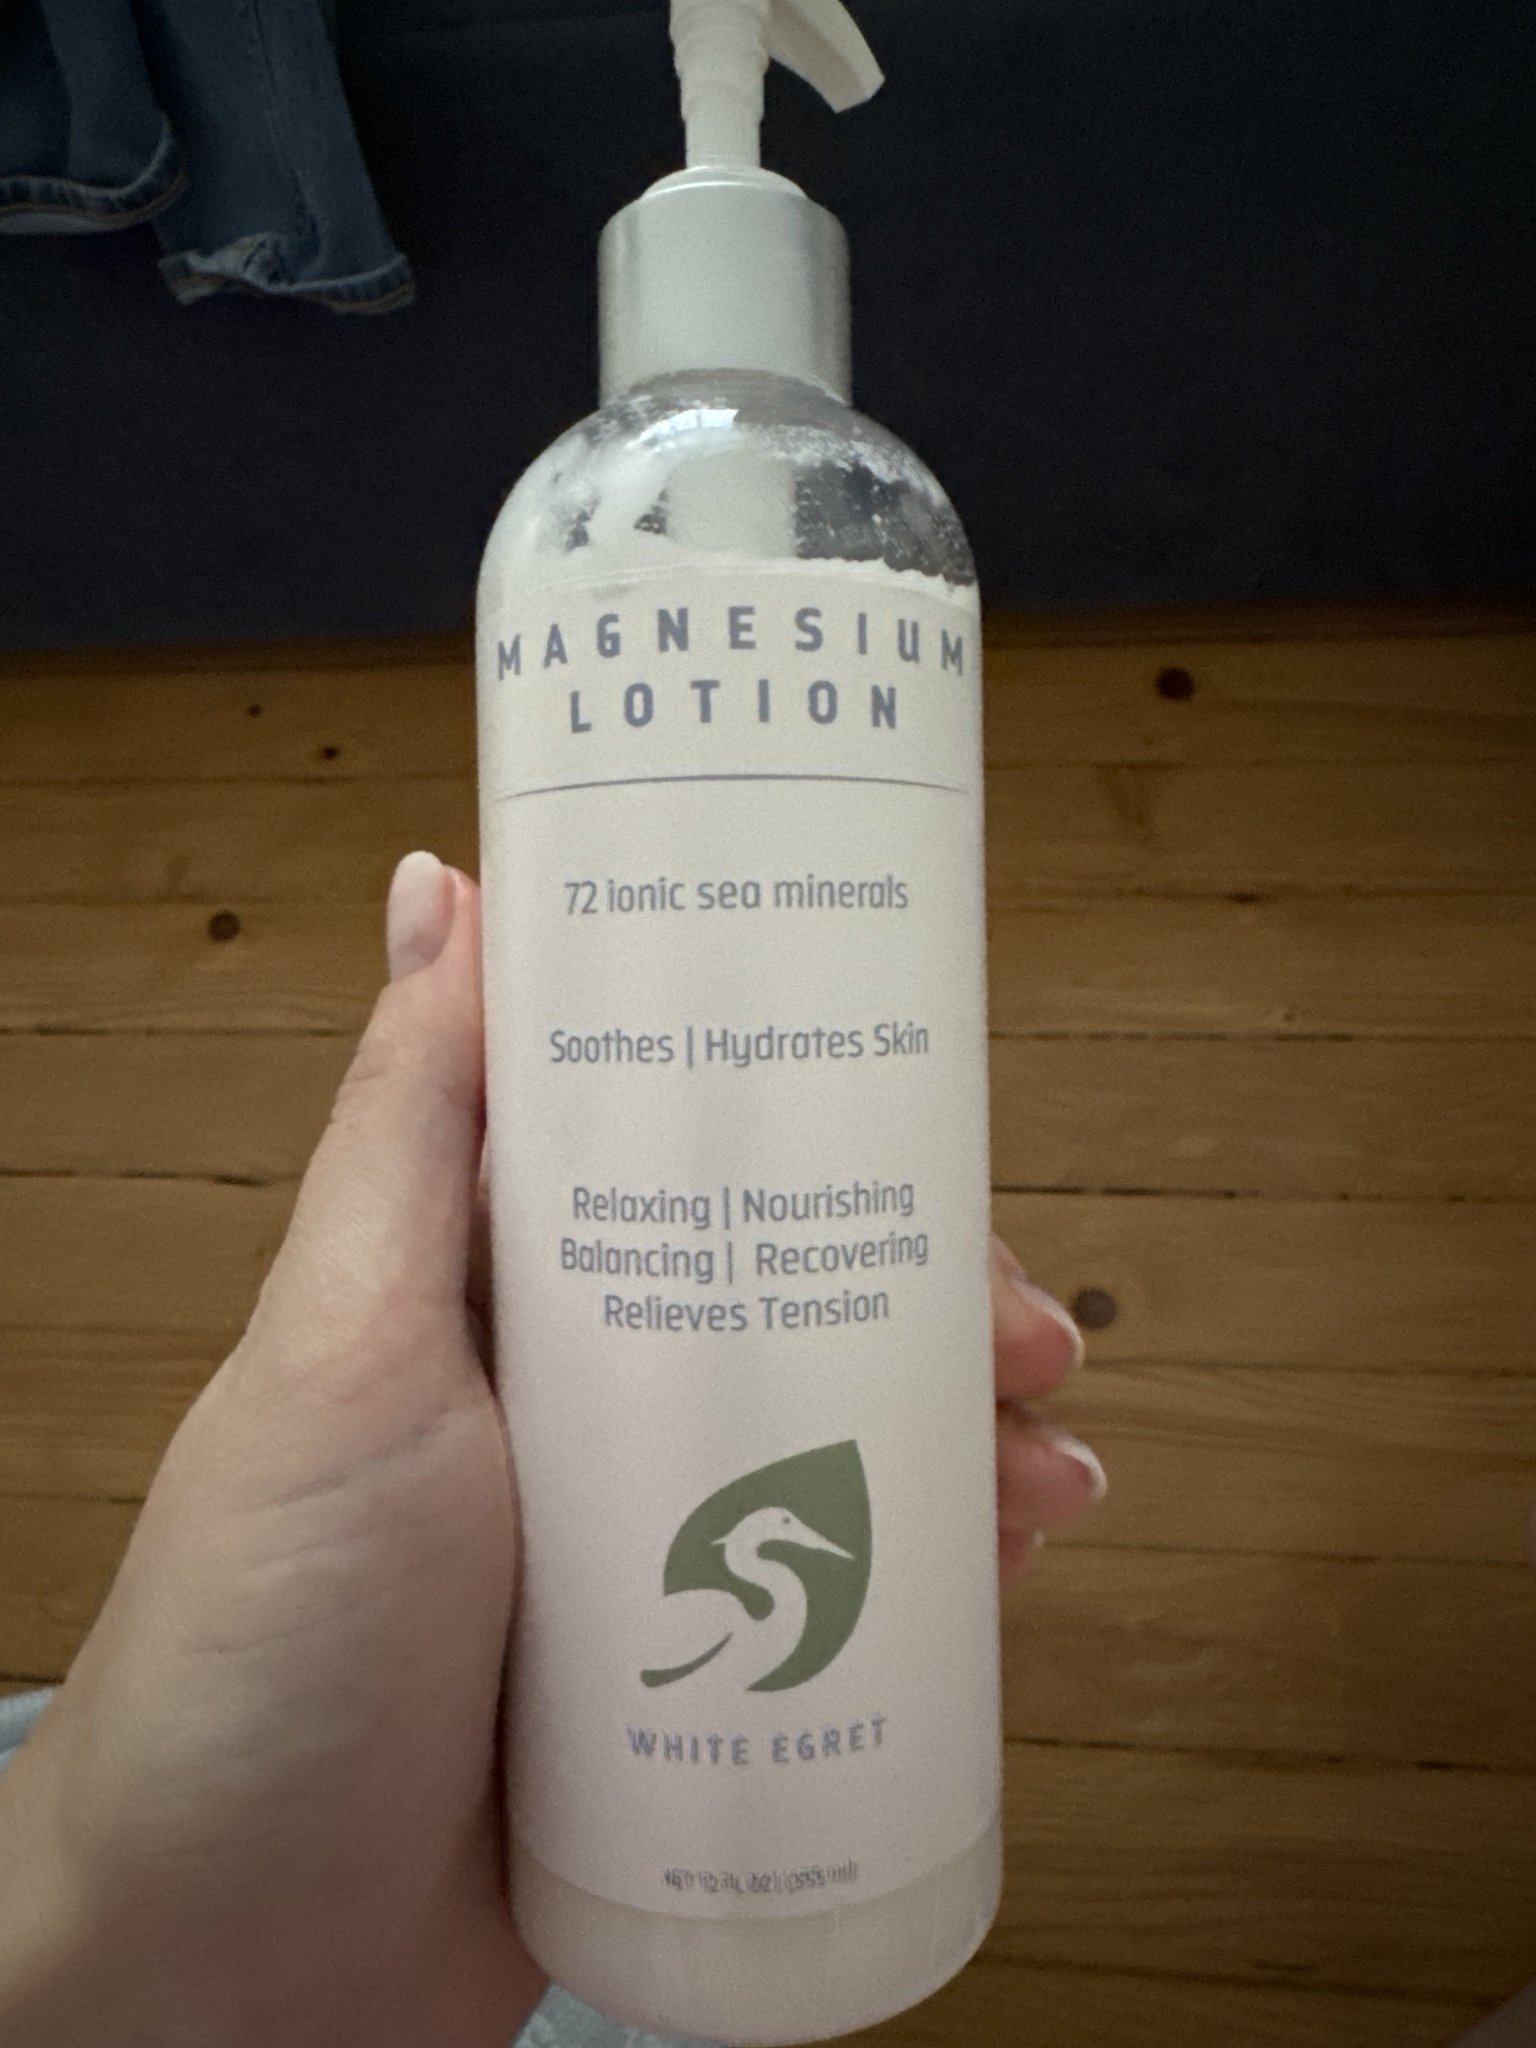 MAGNESIUM
LOTION
72 ionic sea minerals
Soothes | Hydrates Skin
Relaxing | Nourishing
Balancing | Recovering
Relieves Tension
WHITE EGRET